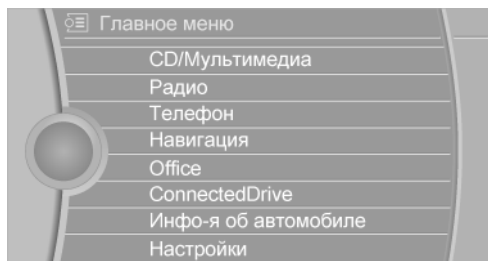 Главное меню
CD/Мультимедиа
Радио
Телефон
Навигация
Office
ConnectedDrive
Инфо-я об автомобиле
Настройки